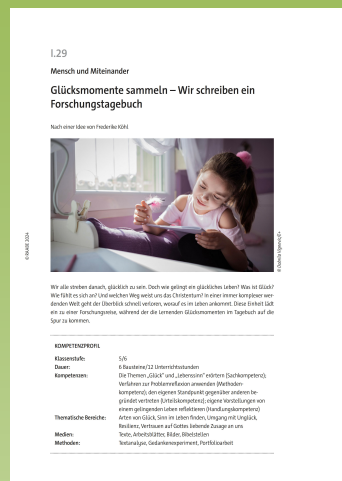 I.29
Mensch und Miteinander
Glücksmomente sammeln – Wir schreiben ein
Forschungstagebuch
Nach einer Idee von Frederike Köhl
© RAABE 2024
Wir alle streben danach, glücklich zu sein. Doch wie gelingt ein glückliches Leben? Was ist Glück?
Wie fühlt es sich an? Und welchen Weg weist uns das Christentum? In einer immer komplexer wer-
denden Welt geht der Überblick schnell verloren, worauf es im Leben ankommt. Diese Einheit lädt
ein zu einer Forschungsreise, während der die Lernenden Glücksmomenten im Tagebuch auf die
Spur zu kommen.
KOMPETENZPROFIL
Klassenstufe: 5/6
Dauer: 6 Bausteine/12 Unterrichtsstunden
Kompetenzen: Die Themen „Glück“ und „Lebenssinn“ erörtern (Sachkompetenz);
Verfahren zur Problemreflexion anwenden (Methoden-
kompetenz); den eigenen Standpunkt gegenüber anderen be-
gründet vertreten (Urteilskompetenz); eigene Vorstellungen von
einem gelingenden Leben reflektieren (Handlungskompetenz)
Thematische Bereiche: Arten von Glück, Sinn im Leben finden, Umgang mit Unglück,
Resilienz, Vertrauen auf Gottes liebende Zusage an uns
Medien: Texte, Arbeitsblätter, Bilder, Bibelstellen
Methoden: Textanalyse, Gedankenexperiment, Portfolioarbeit